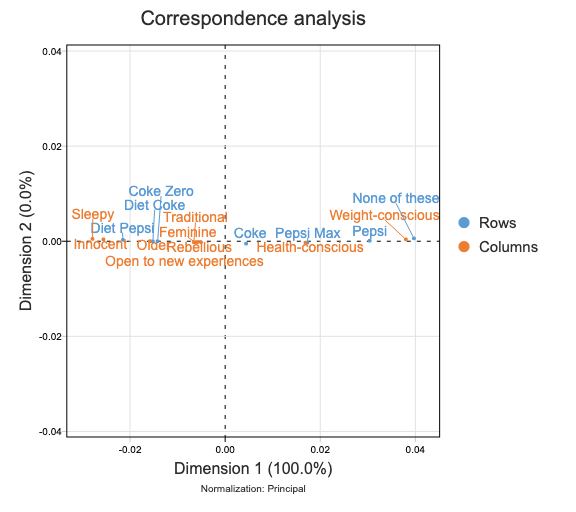 Correspondence analysis
0.04
0.02
0.00
-0.02
-0.04
Dimension 2 (0.0%)
Coke Zero
None of these
Diet Coke
Sleepy
Traditional
Weight-conscious
Diet Pepsi
Feminine
Coke
Pepsi Max
Pepsi
Innocent
Older
Rebellious
Health-conscious
Open to new experiences
Rows
Columns
-0.02
0.00
0.02
0.04
Dimension 1 (100.0%)
Normalization: Principal